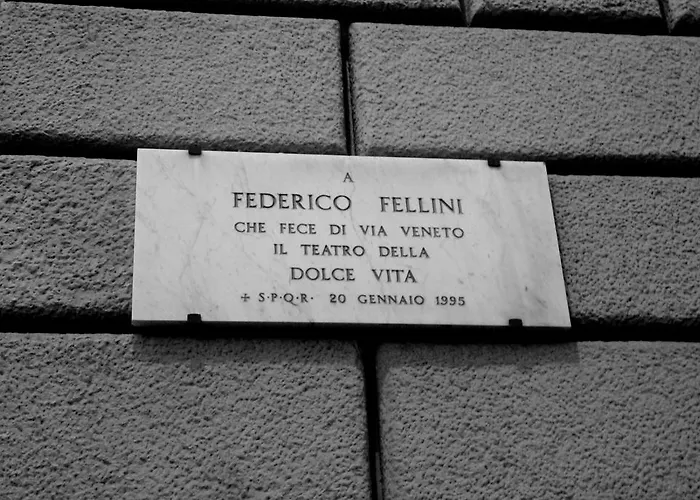 A
FEDERICO FELLINI
CHE FECE DI VIA VENETO
IL TEATRO DELLA
DOLCE VITA
✢ S·P·Q·R· 20 GENNAIO 1995